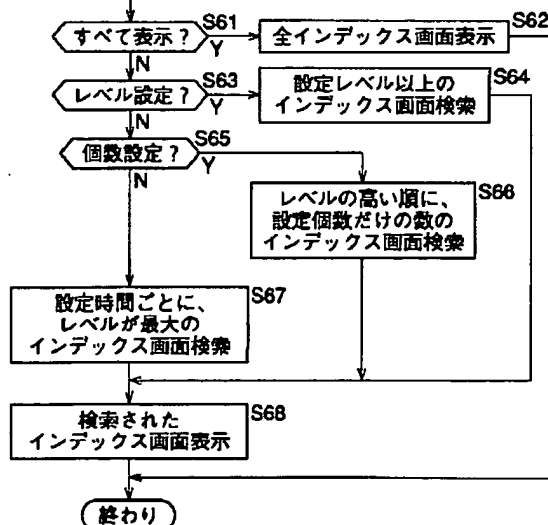 すべて表示？
S61
Y
全インデックス画面表示
S62
N
レベル設定？
S63
Y
設定レベル以上の
インデックス画面検索
S64
N
個数設定？
S65
Y
N
レベルの高い順に、
設定個数だけの数の
インデックス画面検索
S66
設定時間ごとに、
レベルが最大の
インデックス画面検索
S67
検索された
インデックス画面表示
S68
終わり